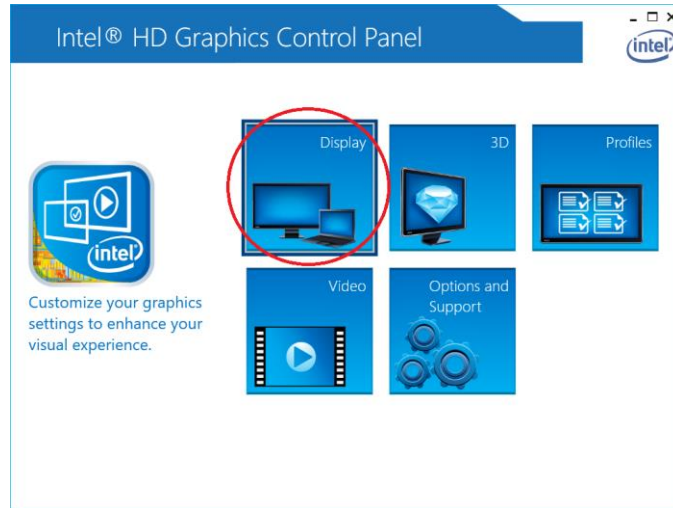 Intel® HD Graphics Control Panel
intel
Display
3D
Profiles
intel
Customize your graphics
settings to enhance your
visual experience.
Video
Options and
Support